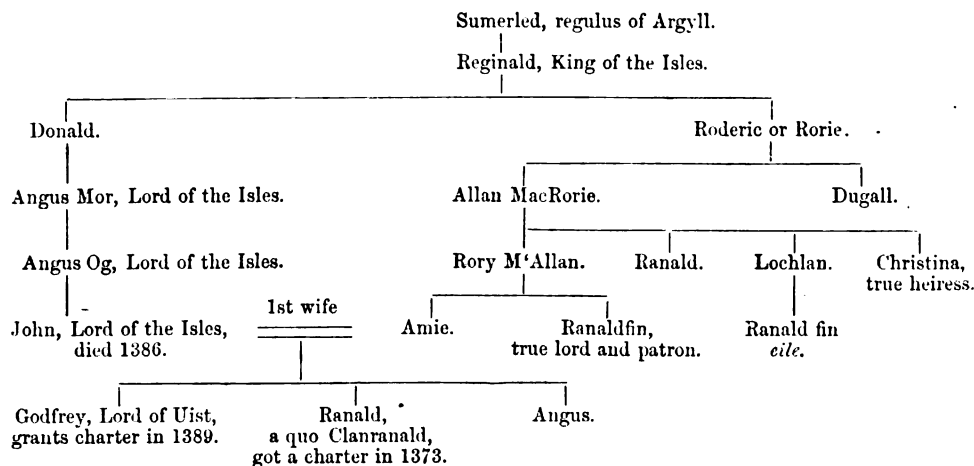 Sumerled, regulus of Argyll.
Reginald, King of the Isles.
Donald.
Roderic or Rorie.
Angus Mor, Lord of the Isles.
Allan MacRorie.
Dugall.
Angus Og, Lord of the Isles.
Rory M‘Allan.
Ranald.
Lochlan.
Christina,
true heiress.
John, Lord of the Isles,
died 1386.
1st wife
Amie.
Ranaldfin,
true lord and patron.
Ranald fin
cile.
Godfrey, Lord of Uist,
grants charter in 1389.
Ranald,
a quo Clanranald,
got a charter in 1373.
Angus.